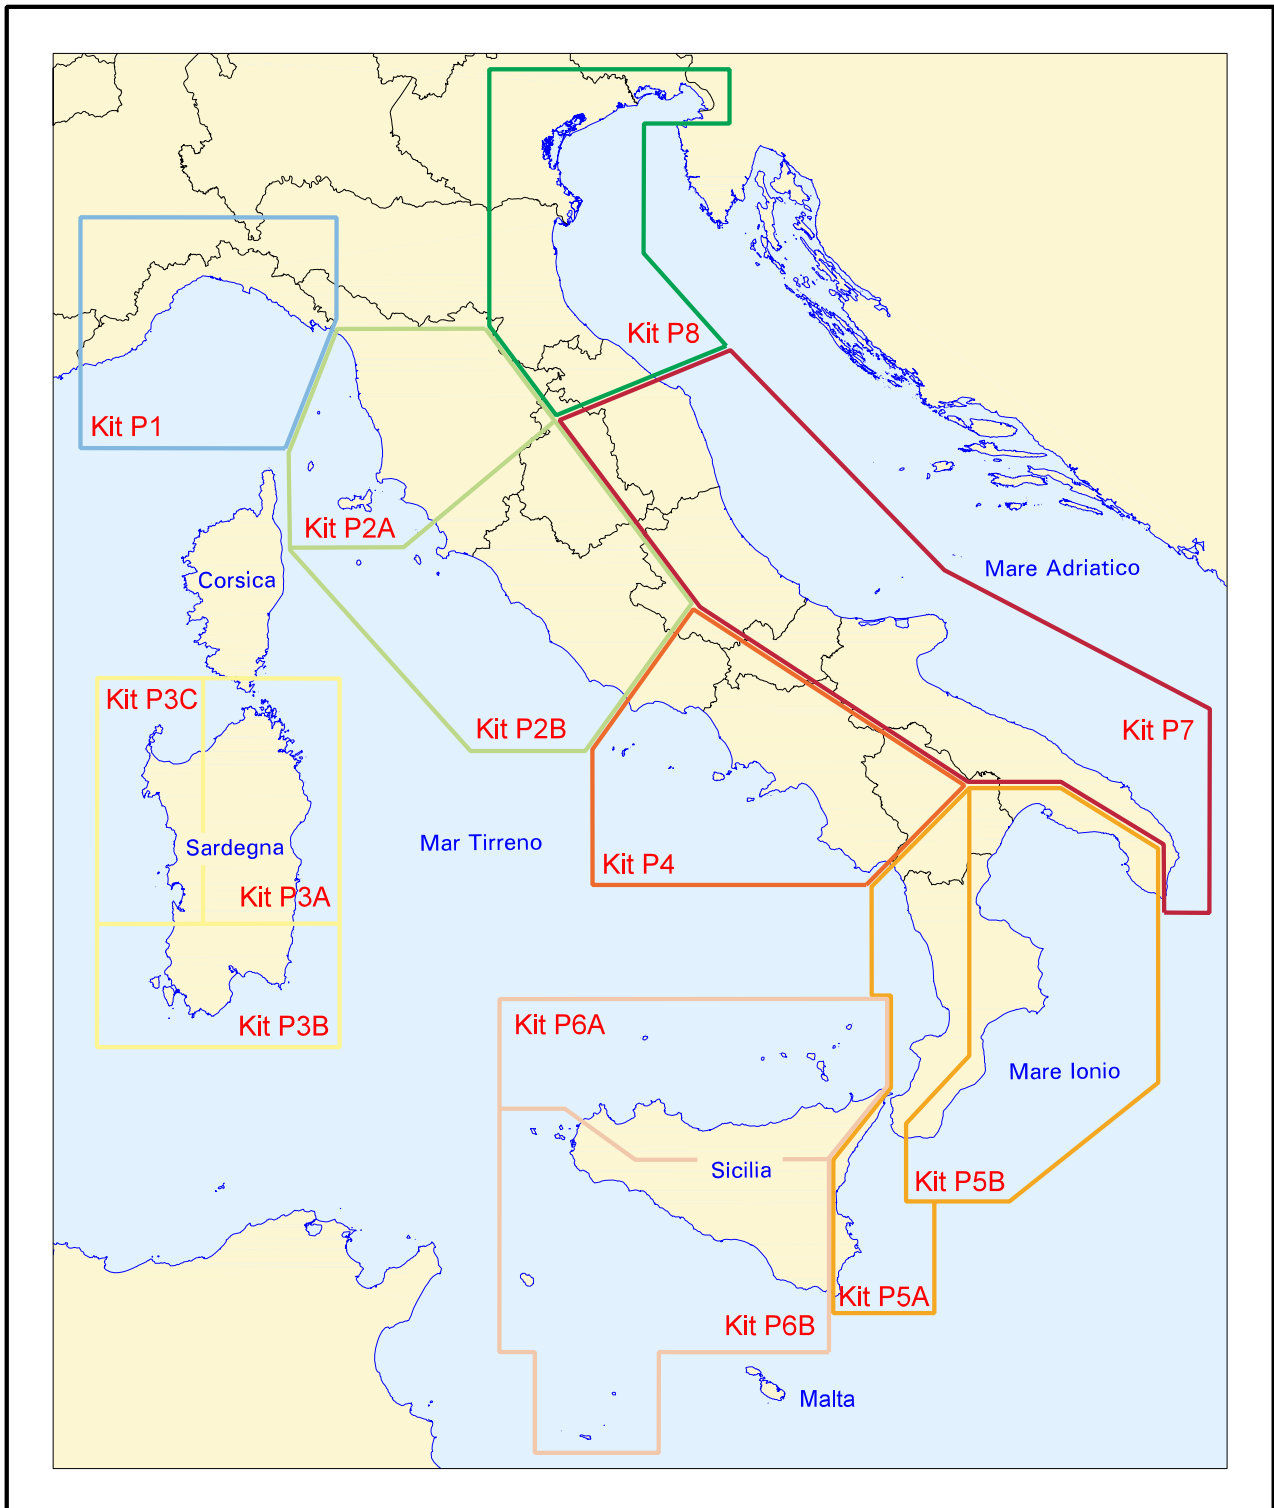 Kit P8
Kit P1
Kit P2A
Mare Adriatico
Corsica
Kit P3C
Kit P2B
Kit P7
Mar Tirreno
Sardegna
Kit P4
Kit P3A
Kit P6A
Kit P3B
Mare Ionio
Sicilia
Kit P5B
Kit P5A
Kit P6B
Malta